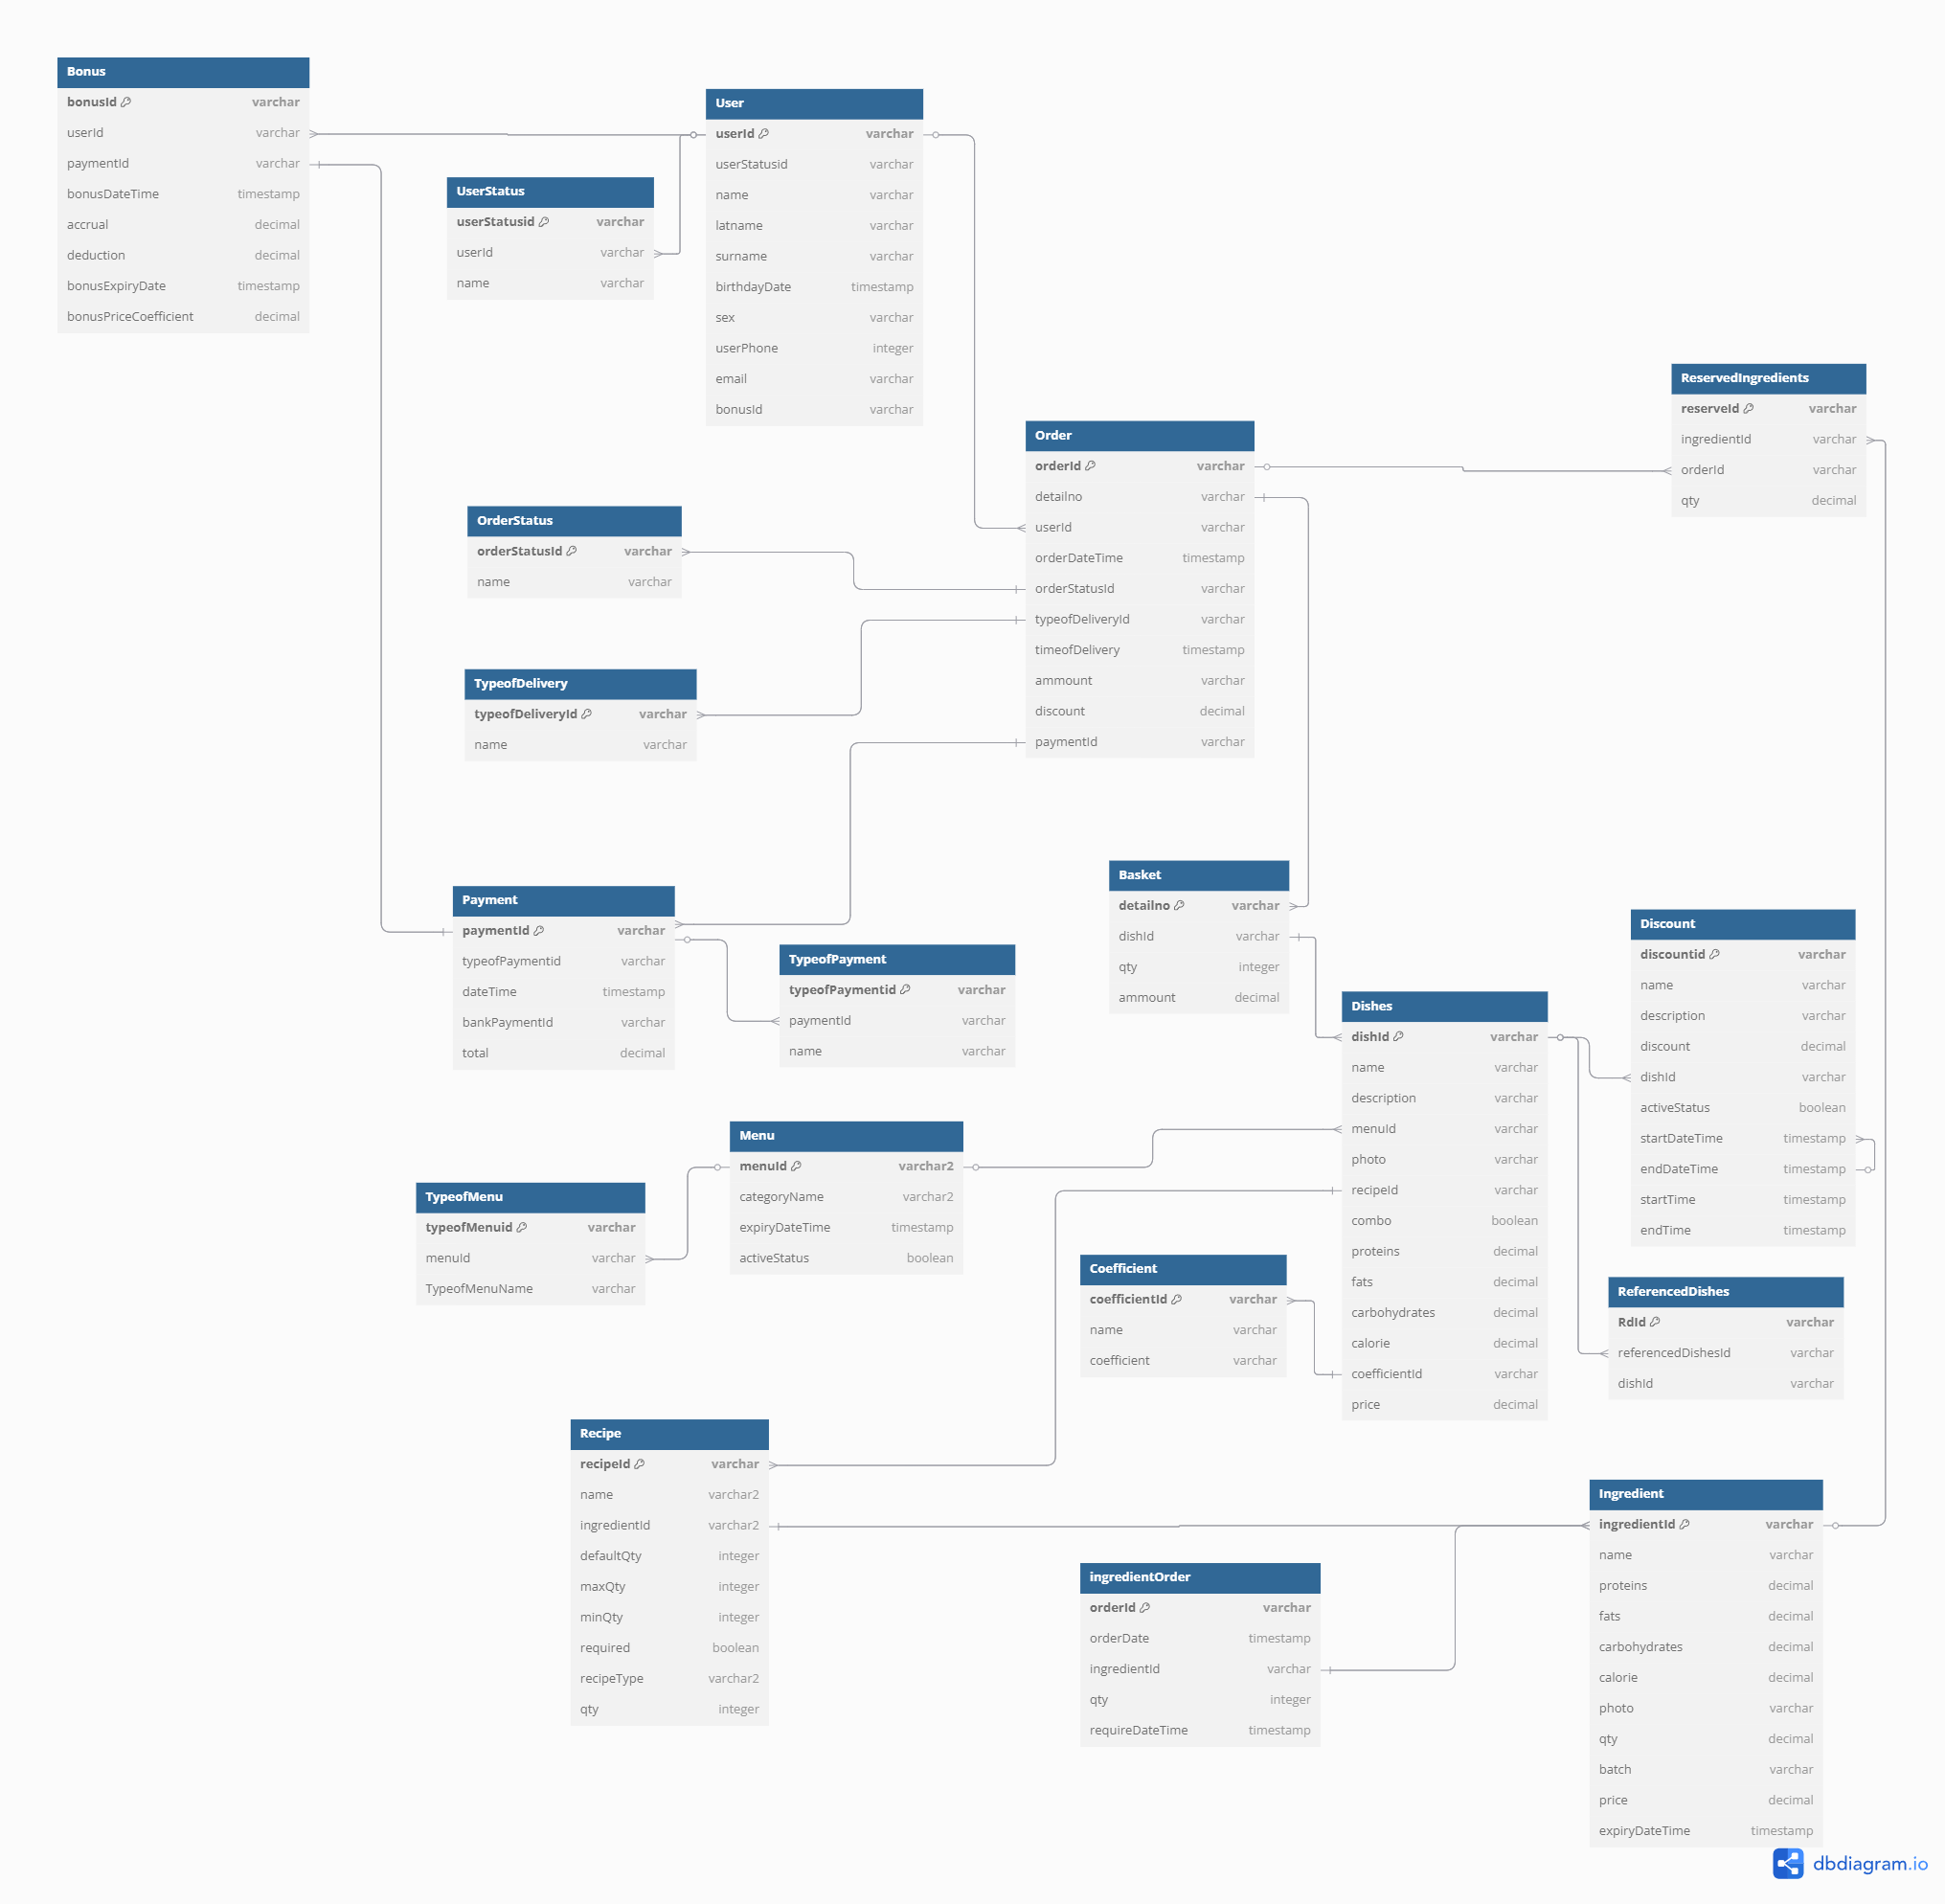 Bonus
bonusId varchar
userId varchar
paymentId varchar
bonusDateTime timestamp
accrual decimal
deduction decimal
bonusExpiryDate timestamp
bonusPriceCoefficient decimal
User
userId varchar
userStatusid varchar
name varchar
latname varchar
surname varchar
birthdayDate timestamp
sex varchar
userPhone integer
email varchar
bonusId varchar
UserStatus
userStatusid varchar
userId varchar
name varchar
ReservedIngredients
reserveId varchar
ingredientId varchar
orderId varchar
qty decimal
Order
orderId varchar
detailno varchar
userId varchar
orderDateTime timestamp
orderStatusId varchar
typeofDeliveryId varchar
timeofDelivery timestamp
ammount varchar
discount decimal
paymentId varchar
OrderStatus
orderStatusId varchar
name varchar
TypeofDelivery
typeofDeliveryId varchar
name varchar
Payment
paymentId varchar
typeofPaymentid varchar
dateTime timestamp
bankPaymentId varchar
total decimal
TypeofPayment
typeofPaymentid varchar
paymentId varchar
name varchar
Basket
detailno varchar
dishId varchar
qty integer
ammount decimal
Discount
discountid varchar
name varchar
description varchar
discount decimal
dishId varchar
activeStatus boolean
startDateTime timestamp
endDateTime timestamp
startTime timestamp
endTime timestamp
Dishes
dishId varchar
name varchar
description varchar
menuId varchar
photo varchar
recipeId varchar
combo boolean
proteins decimal
fats decimal
carbohydrates decimal
calorie decimal
coefficientId varchar
price decimal
Menu
menuId varchar2
categoryName varchar2
expiryDateTime timestamp
activeStatus boolean
TypeofMenu
typeofMenuid varchar
menuId varchar
TypeofMenuName varchar
Coefficient
coefficientId varchar
name varchar
coefficient varchar
ReferencedDishes
RdId varchar
referencedDishesId varchar
dishId varchar
Recipe
recipeId varchar
name varchar2
ingredientId varchar2
defaultQty integer
maxQty integer
minQty integer
required boolean
recipeType varchar2
qty integer
ingredientOrder
orderId varchar
orderDate timestamp
ingredientId varchar
qty integer
requireDateTime timestamp
Ingredient
ingredientId varchar
name varchar
proteins decimal
fats decimal
carbohydrates decimal
calorie decimal
photo varchar
qty decimal
batch varchar
price decimal
expiryDateTime timestamp
dbdiagram.io